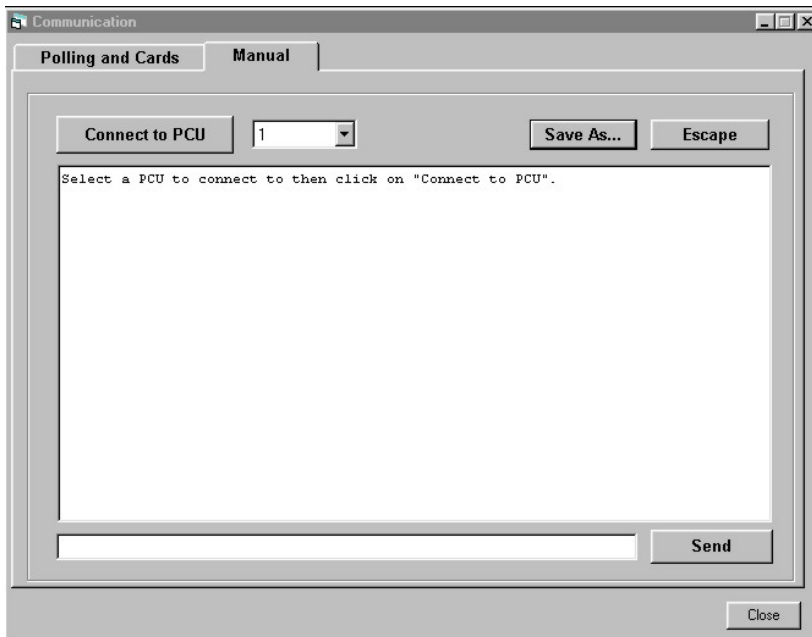 Communication
Polling and Cards Manual
Connect to PCU 1 Save As... Escape
Select a PCU to connect to then click on "Connect to PCU".
Send
Close